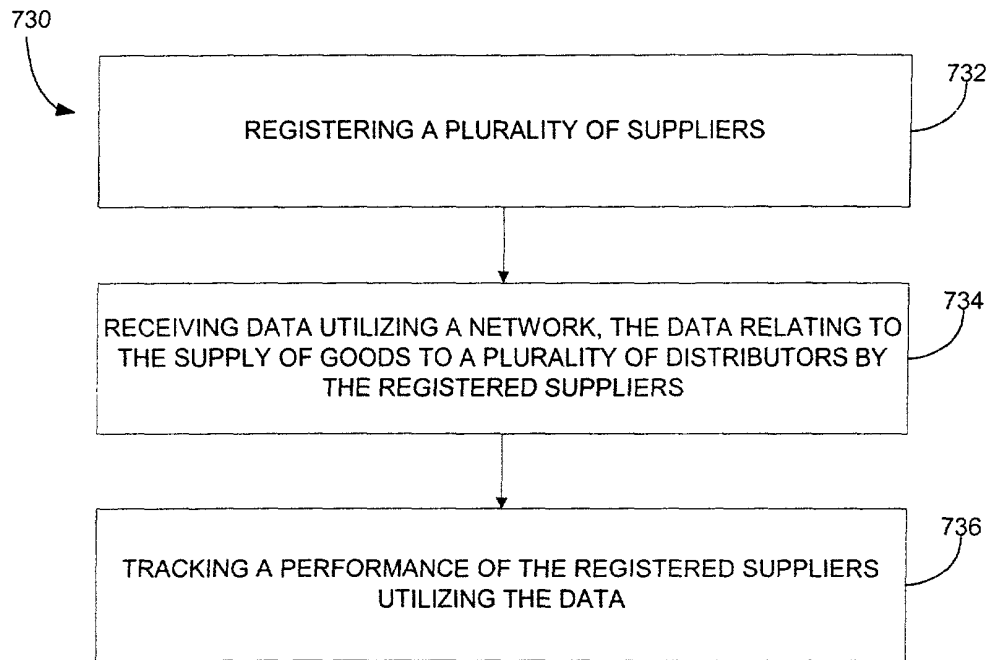 730
732
REGISTERING A PLURALITY OF SUPPLIERS
734
RECEIVING DATA UTILIZING A NETWORK, THE DATA RELATING TO
THE SUPPLY OF GOODS TO A PLURALITY OF DISTRIBUTORS BY
THE REGISTERED SUPPLIERS
736
TRACKING A PERFORMANCE OF THE REGISTERED SUPPLIERS
UTILIZING THE DATA